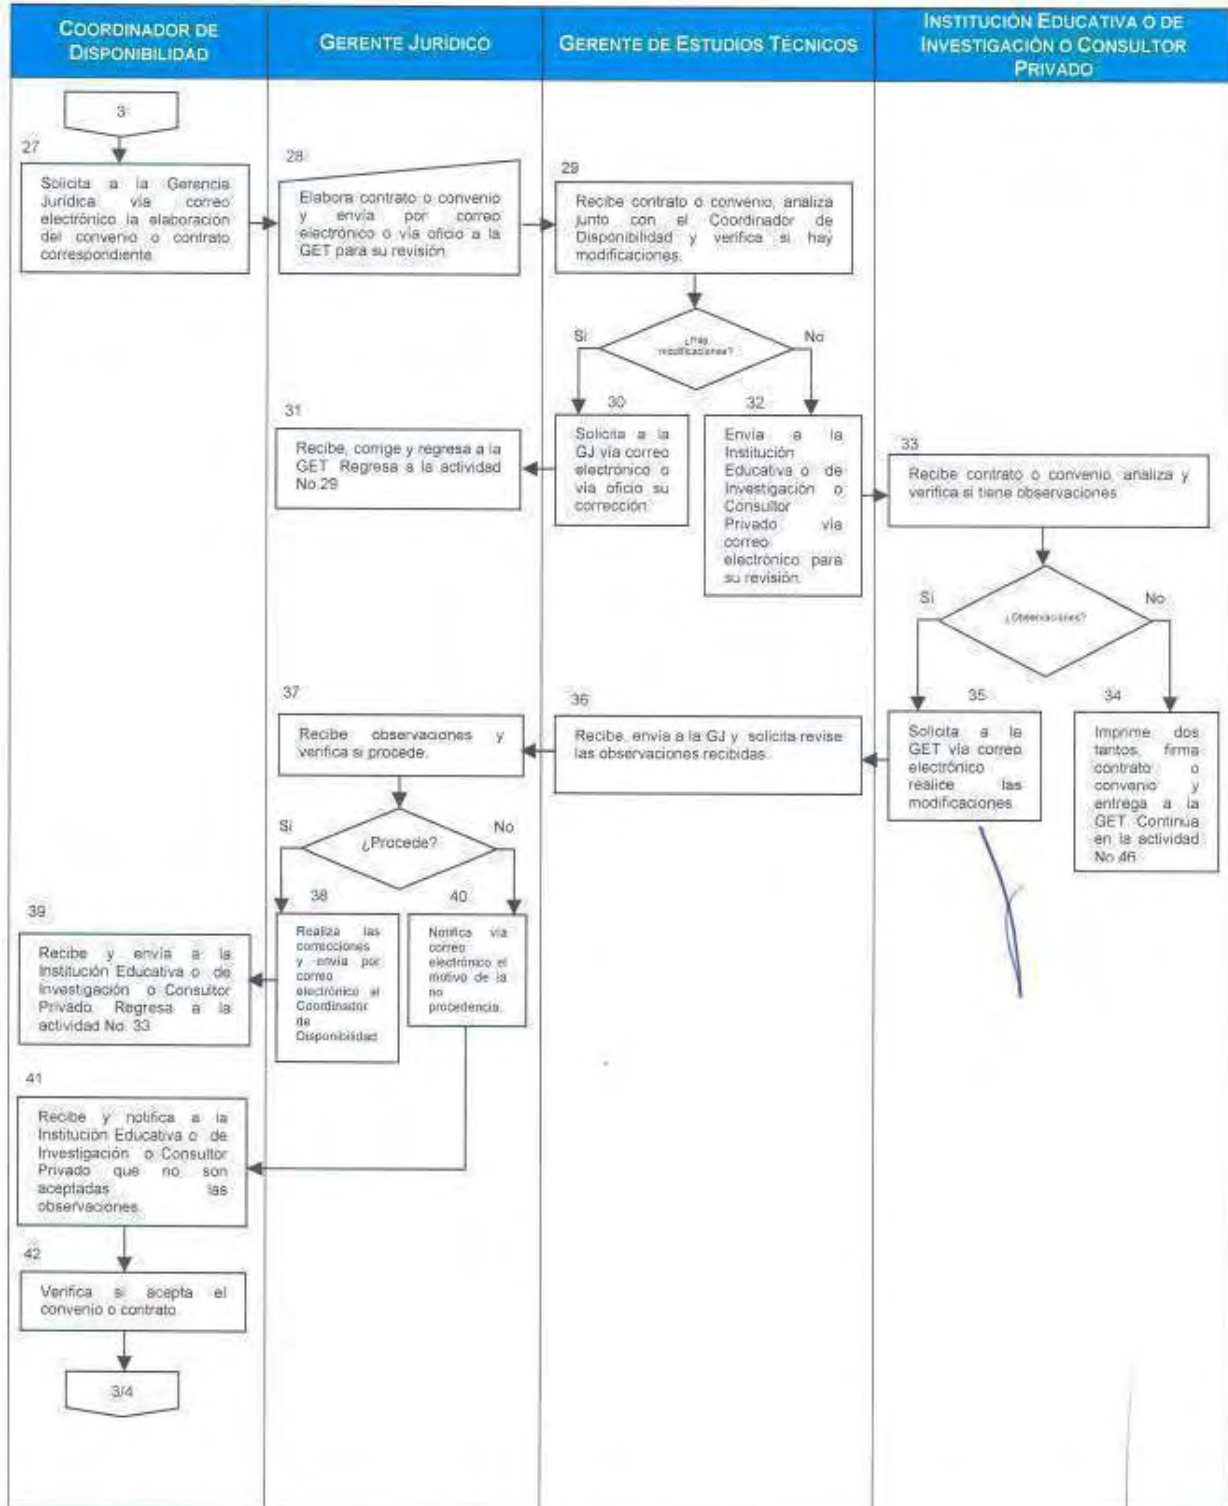 COORDINADOR DE
DISPONIBILIDAD
GERENTE JURÍDICO
GERENTE DE ESTUDIOS TÉCNICOS
INSTITUCIÓN EDUCATIVA O DE
INVESTIGACIÓN O CONSULTOR
PRIVADO
3
27
Solicita a la Gerencia
Jurídica vía correo
electrónico la elaboración
del convenio o contrato
correspondiente
28
Elabora contrato o convenio
y envía por correo
electrónico o vía oficio a la
GET para su revisión
29
Recibe contrato o convenio, analiza
junto con el Coordinador de
Disponibilidad y verifica si hay
modificaciones.
¿Hay
modificaciones?
Si
No
30
Solicita a la
GJ vía correo
electrónico o
vía oficio su
corrección
31
Recibe, corrige y regresa a la
GET Regresa a la actividad
No.29
32
Envía a la
Institución
Educativa o de
Investigación o
Consultor
Privado vía
correo
electrónico para
su revisión
33
Recibe contrato o convenio, analiza y
verifica si tiene observaciones
¿Observaciones?
Si
No
35
Solicita a la
GET vía correo
electrónico
realice las
modificaciones
34
Imprime dos
tantos, firma
contrato o
convenio y
entrega a la
GET Continua
en la actividad
No.46
36
Recibe, envía a la GJ y solicita revise
las observaciones recibidas.
37
Recibe observaciones y
verifica si procede.
¿Procede?
Si
No
38
Realiza las
correcciones
y envía por
correo
electrónico al
Coordinador
de
Disponibilidad
40
Notifica vía
correo
electrónico el
motivo de la
no
procedencia.
39
Recibe y envía a la
Institución Educativa o de
Investigación o Consultor
Privado. Regresa a la
actividad No. 33
41
Recibe y notifica a la
Institución Educativa o de
Investigación o Consultor
Privado que no son
aceptadas las
observaciones.
42
Verifica si acepta el
convenio o contrato
3/4